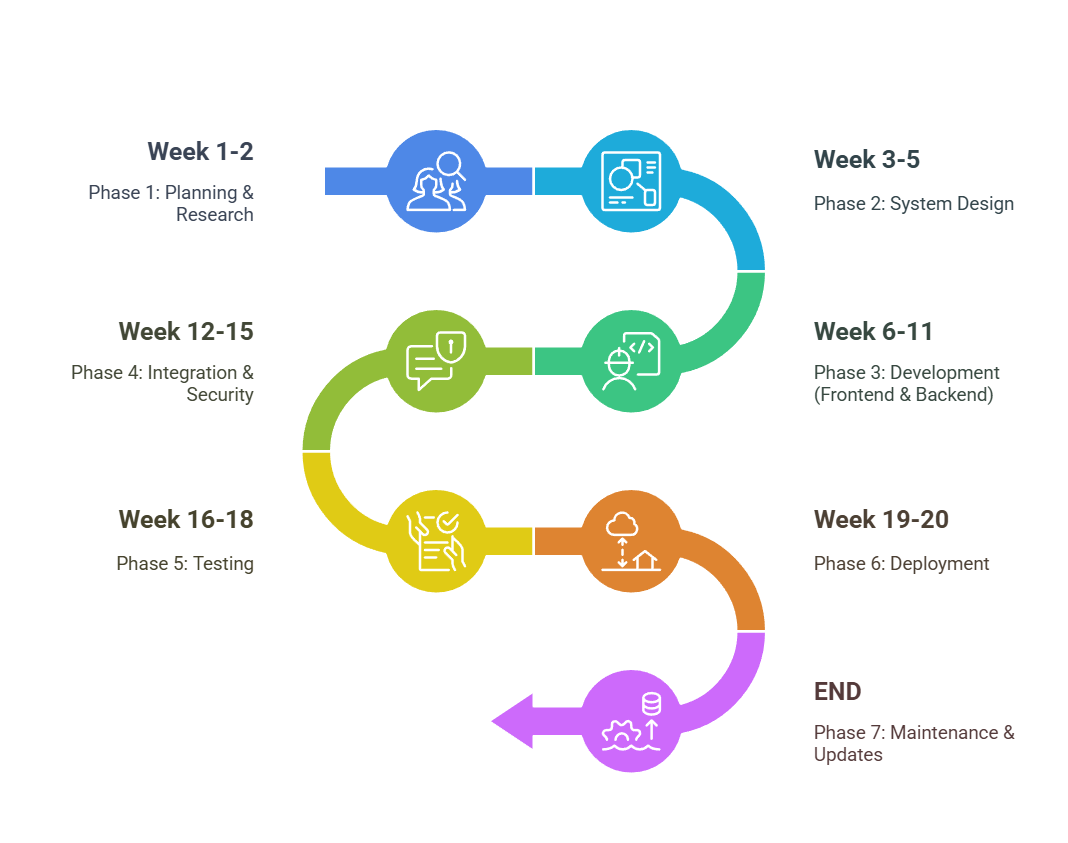 Week 1-2
Phase 1: Planning &
Research
Week 3-5
Phase 2: System Design
Week 6-11
Phase 3: Development
(Frontend & Backend)
Week 12-15
Phase 4: Integration &
Security
Week 16-18
Phase 5: Testing
Week 19-20
Phase 6: Deployment
END
Phase 7: Maintenance &
Updates